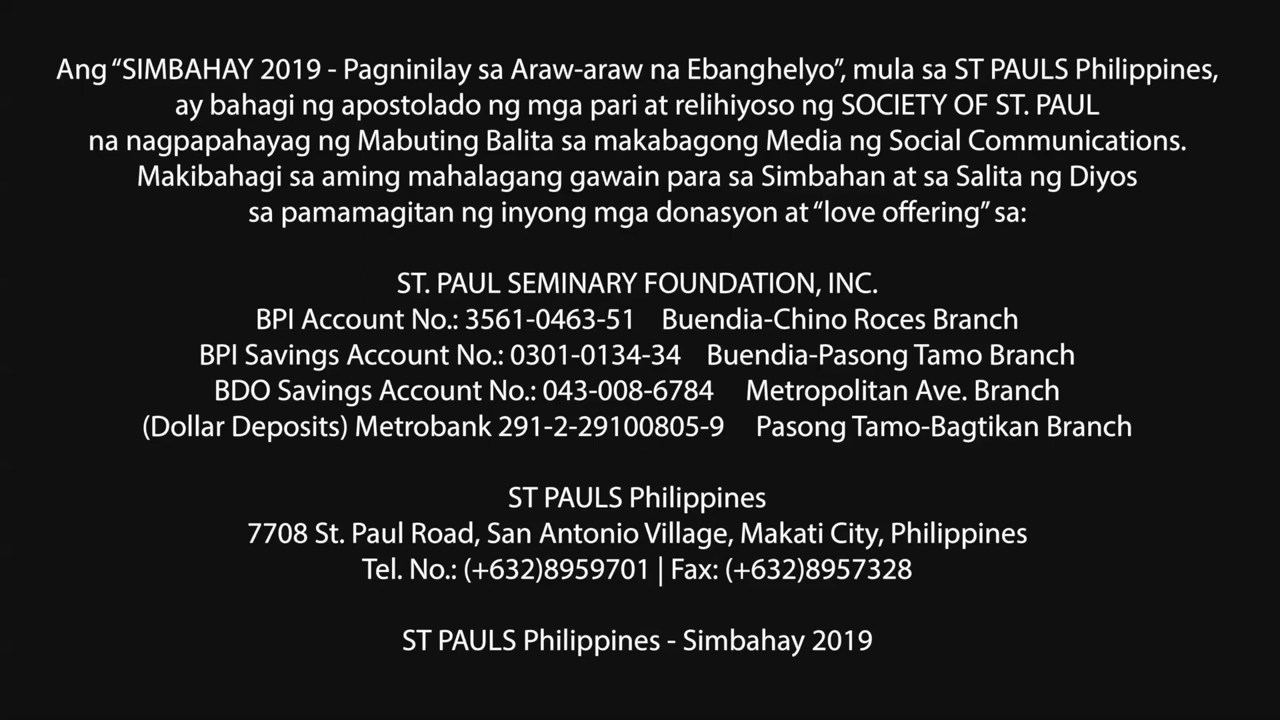 Ang “SIMBAHAY 2019 - Pagninilay sa Araw-araw na Ebanghelyo”, mula sa ST PAULS Philippines,
ay bahagi ng apostolado ng mga pari at relihiyoso ng SOCIETY OF ST. PAUL
na nagpapahayag ng Mabuting Balita sa makabagong Media ng Social Communications.
Makibahagi sa aming mahalagang gawain para sa Simbahan at sa Salita ng Diyos
sa pamamagitan ng inyong mga donasyon at “love offering” sa:
ST. PAUL SEMINARY FOUNDATION, INC.
BPI Account No.: 3561-0463-51 Buendia-Chino Roces Branch
BPI Savings Account No.: 0301-0134-34 Buendia-Pasong Tamo Branch
BDO Savings Account No.: 043-008-6784 Metropolitan Ave. Branch
(Dollar Deposits) Metrobank 291-2-29100805-9 Pasong Tamo-Bagtikan Branch
ST PAULS Philippines
7708 St. Paul Road, San Antonio Village, Makati City, Philippines
Tel. No.: (+632)8959701 | Fax: (+632)8957328
ST PAULS Philippines - Simbahay 2019